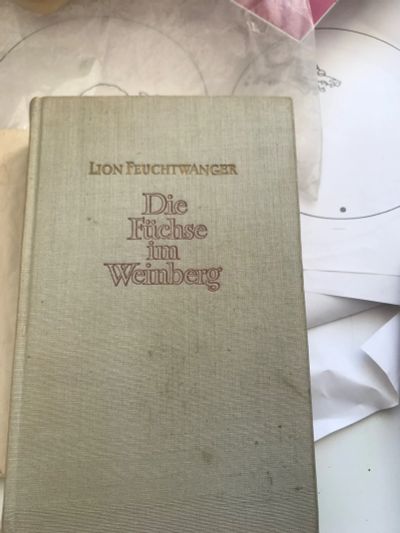 LION FEUCHTWANGER
Die
Füchse
im
Weinberg